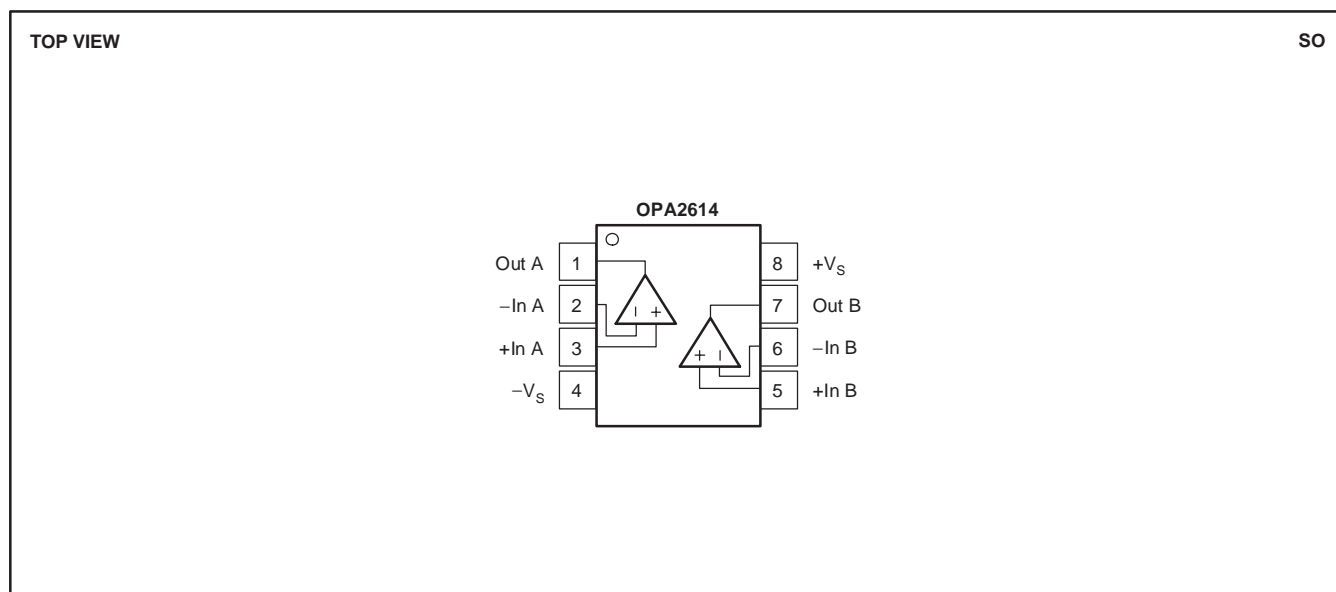 TOP VIEW SO
OPA2614
Out A 1 8 +VS
−In A 2 7 Out B
+In A 3 6 −In B
−VS 4 5 +In B
− +
+ −